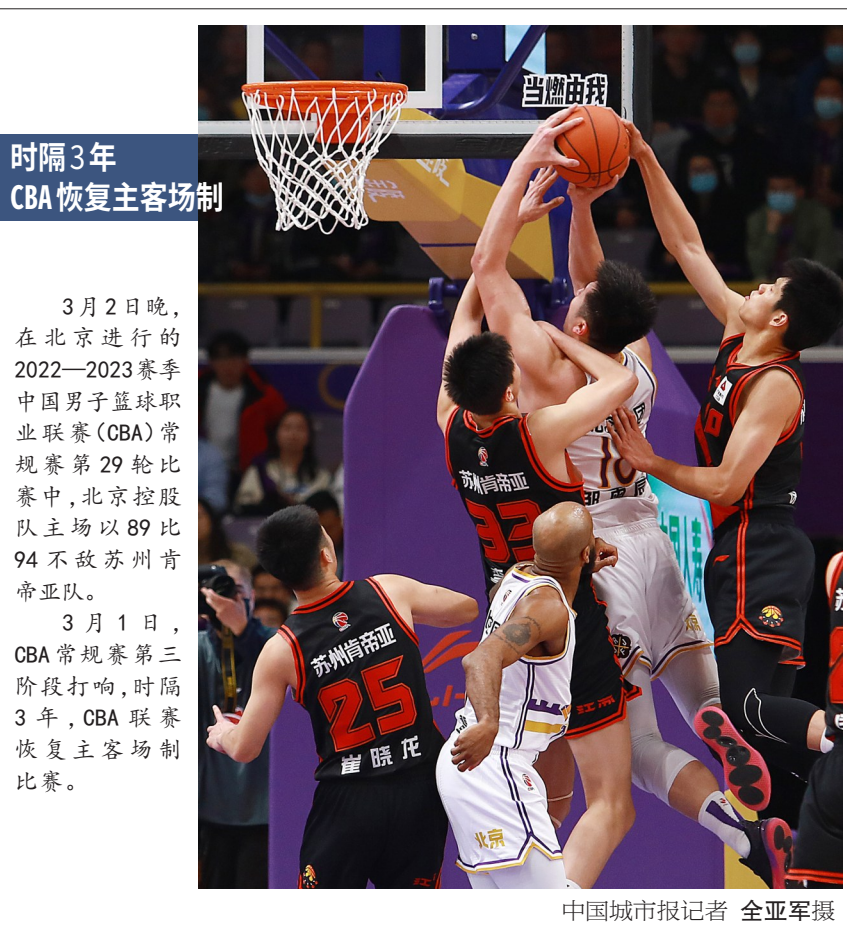 当燃由我
时隔3年
CBA恢复主客场制
3月2日晚,
在北京进行的
2022—2023赛季
中国男子篮球职
业联赛(CBA)常
规赛第29轮比
赛中,北京控股
队主场以89比
94不敌苏州肯
帝亚队。
3月1日,
CBA常规赛第三
阶段打响,时隔
3年,CBA联赛
恢复主客场制
比赛。
苏州肯帝亚
93
苏州肯帝亚
25
崔晓龙
北京
中国城市报记者 全亚军摄